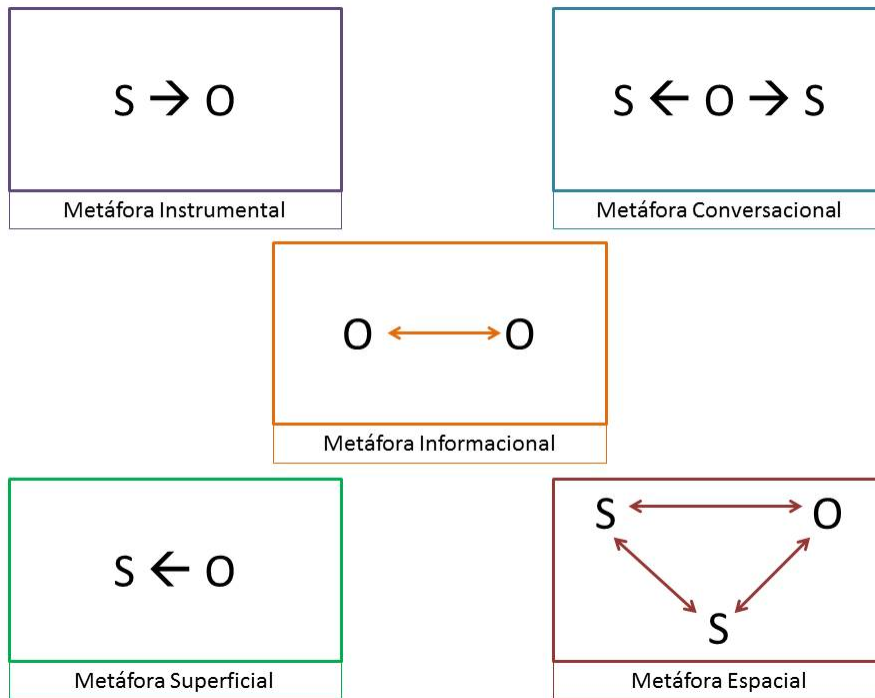 S → O
Metáfora Instrumental
S ← O → S
Metáfora Conversacional
O ↔ O
Metáfora Informacional
S ← O
Metáfora Superficial
S O
S
Metáfora Espacial